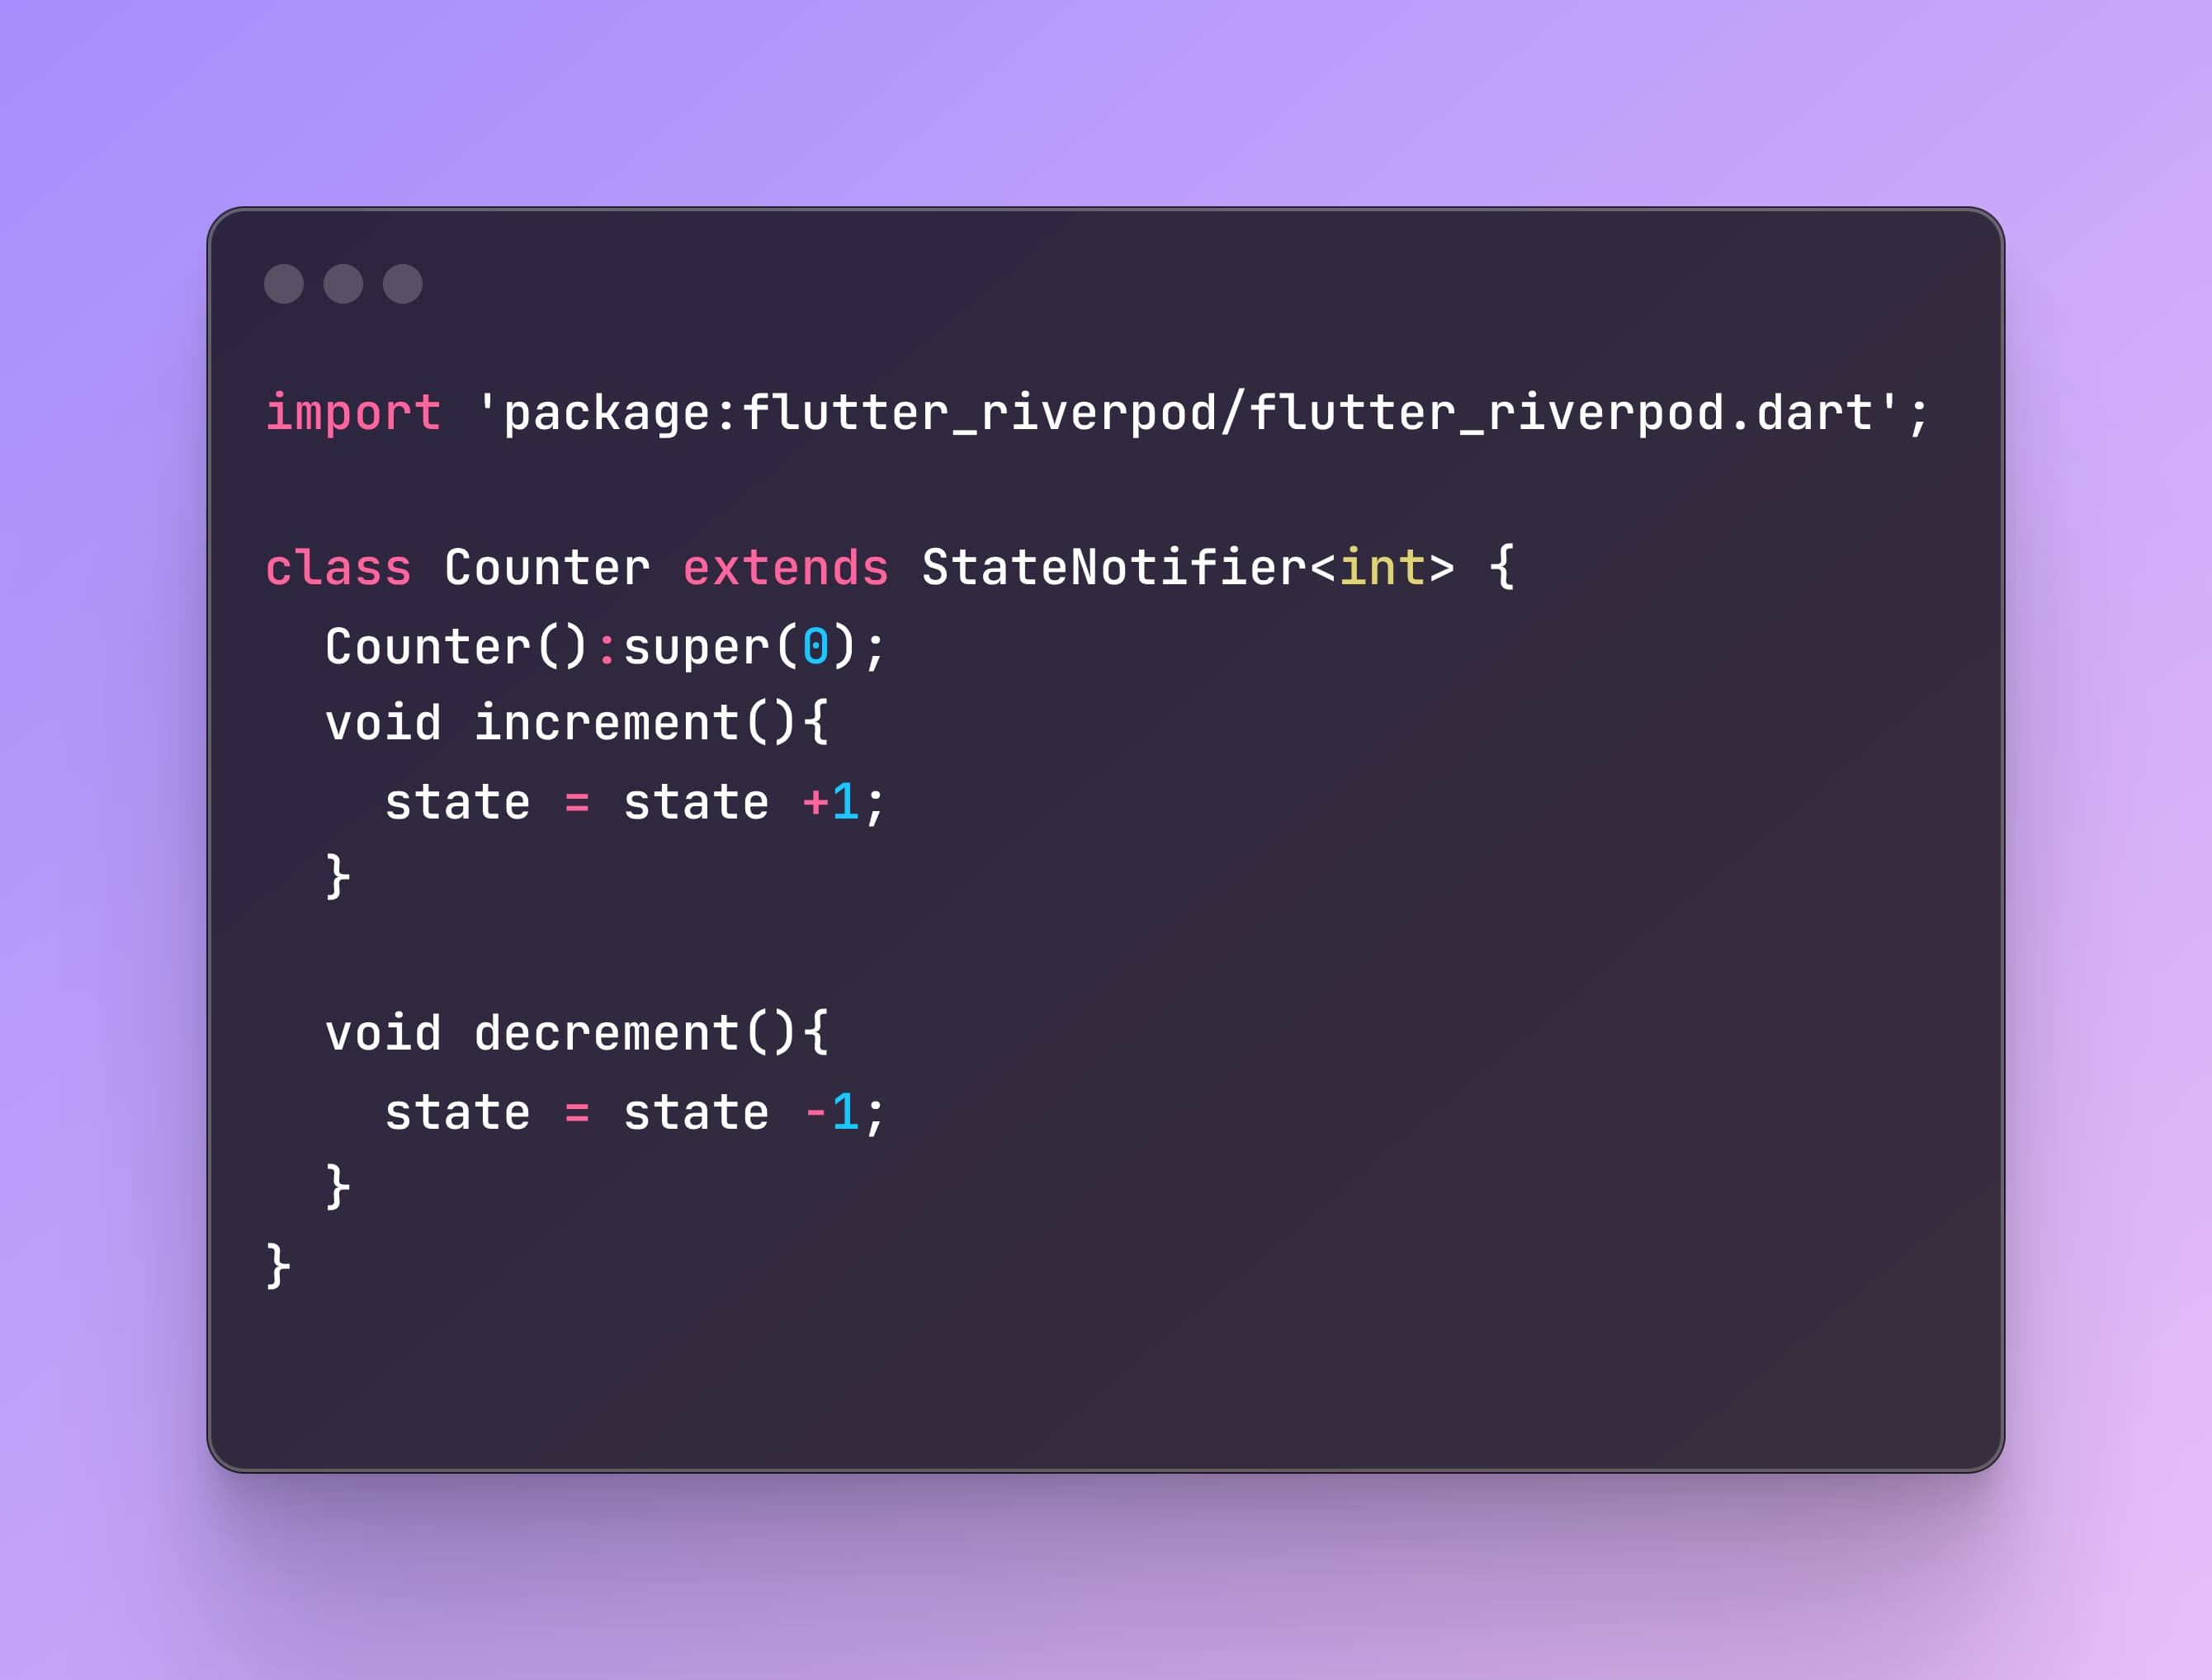 import 'package:flutter_riverpod/flutter_riverpod.dart';
class Counter extends StateNotifier<int> {
  Counter():super(0);
  void increment(){
    state = state +1;
  }
  void decrement(){
    state = state -1;
  }
}